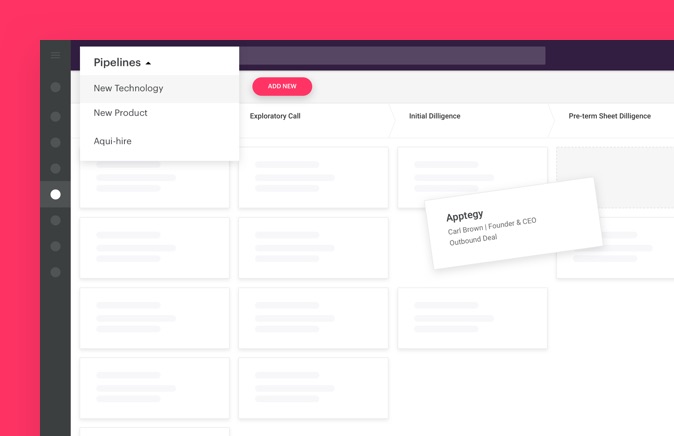 Pipelines
New Technology
New Product
Aqui-hire
ADD NEW
Exploratory Call
Initial Dilligence
Pre-term Sheet Dilligence
Apptegy
Carl Brown | Founder & CEO
Outbound Deal